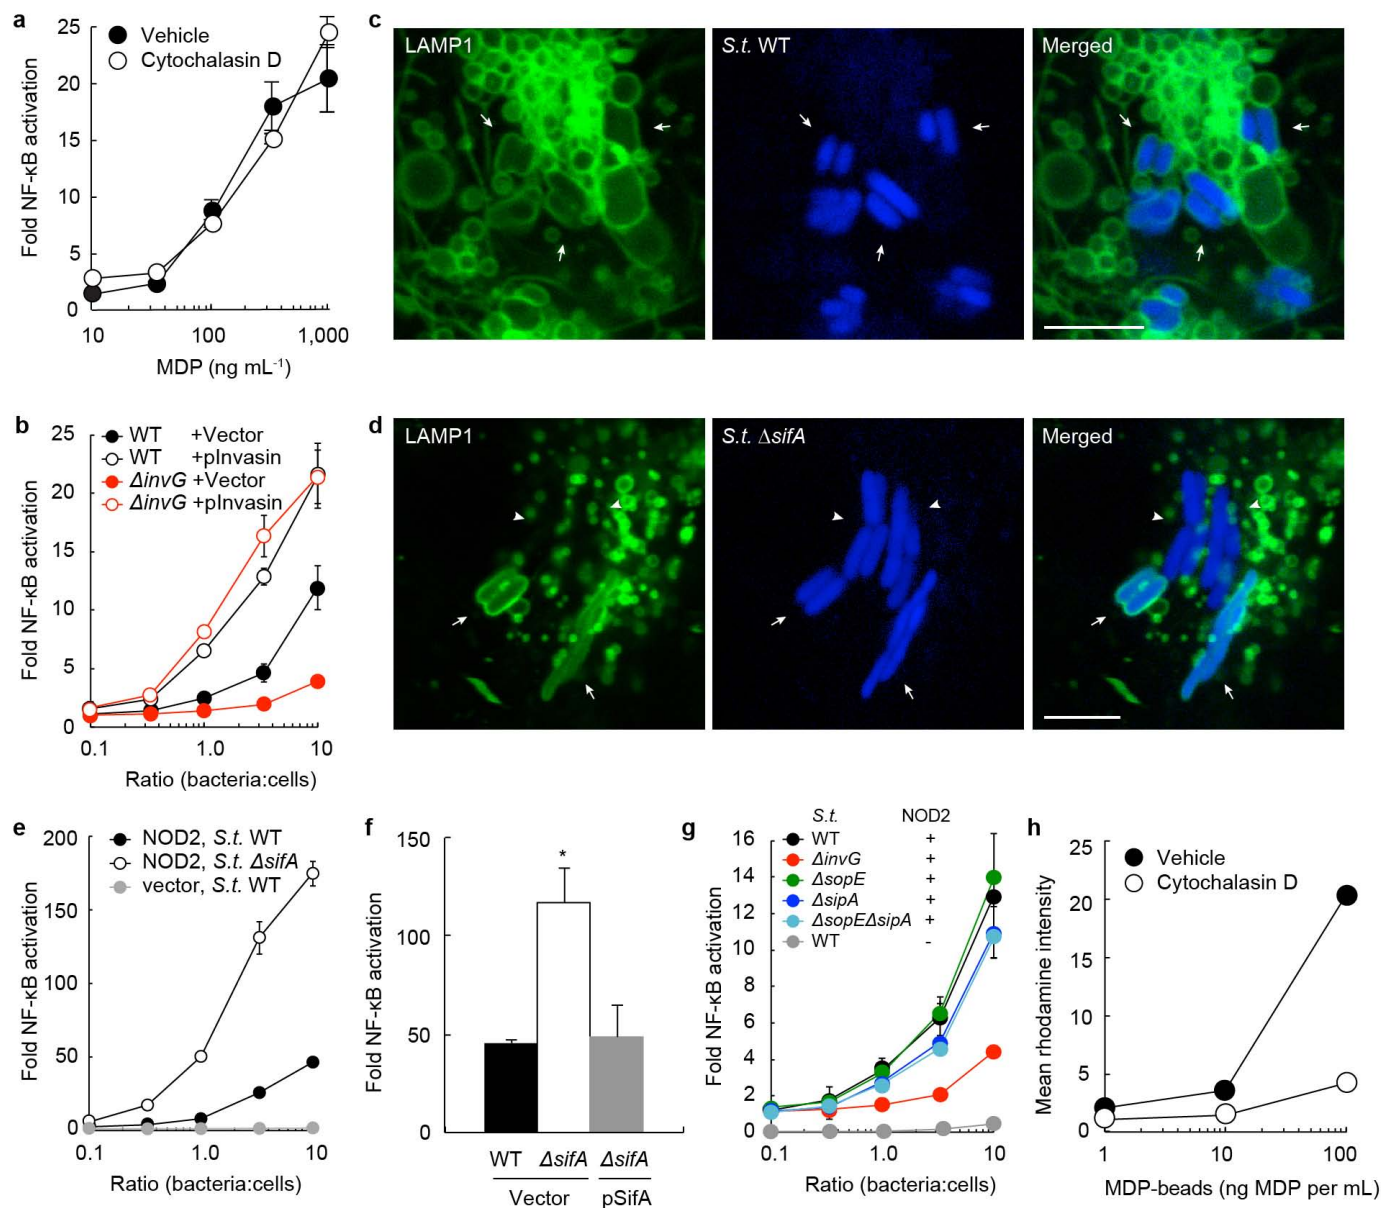 a
25
20
15
10
5
0
Fold NF-κB activation
Vehicle
Cytochalasin D
10 100 1,000
MDP (ng mL-1)
c
LAMP1
S.t. WT
Merged
b
25
20
15
10
5
0
Fold NF-κB activation
WT +Vector
WT +pInvasin
ΔinvG +Vector
ΔinvG +pInvasin
0.1 1.0 10
Ratio (bacteria:cells)
d
LAMP1
S.t. ΔsifA
Merged
e
200
150
100
50
0
Fold NF-κB activation
NOD2, S.t. WT
NOD2, S.t. ΔsifA
vector, S.t. WT
0.1 1.0 10
Ratio (bacteria:cells)
f
150
100
50
0
Fold NF-κB activation
*
WT ΔsifA ΔsifA
Vector pSifA
g
S.t. NOD2
WT +
ΔinvG +
ΔsopE +
ΔsipA +
ΔsopEΔsipA +
WT -
16
14
12
10
8
6
4
2
0
Fold NF-κB activation
0.1 1.0 10
Ratio (bacteria:cells)
h
25
20
15
10
5
0
Mean rhodamine intensity
Vehicle
Cytochalasin D
1 10 100
MDP-beads (ng MDP per mL)